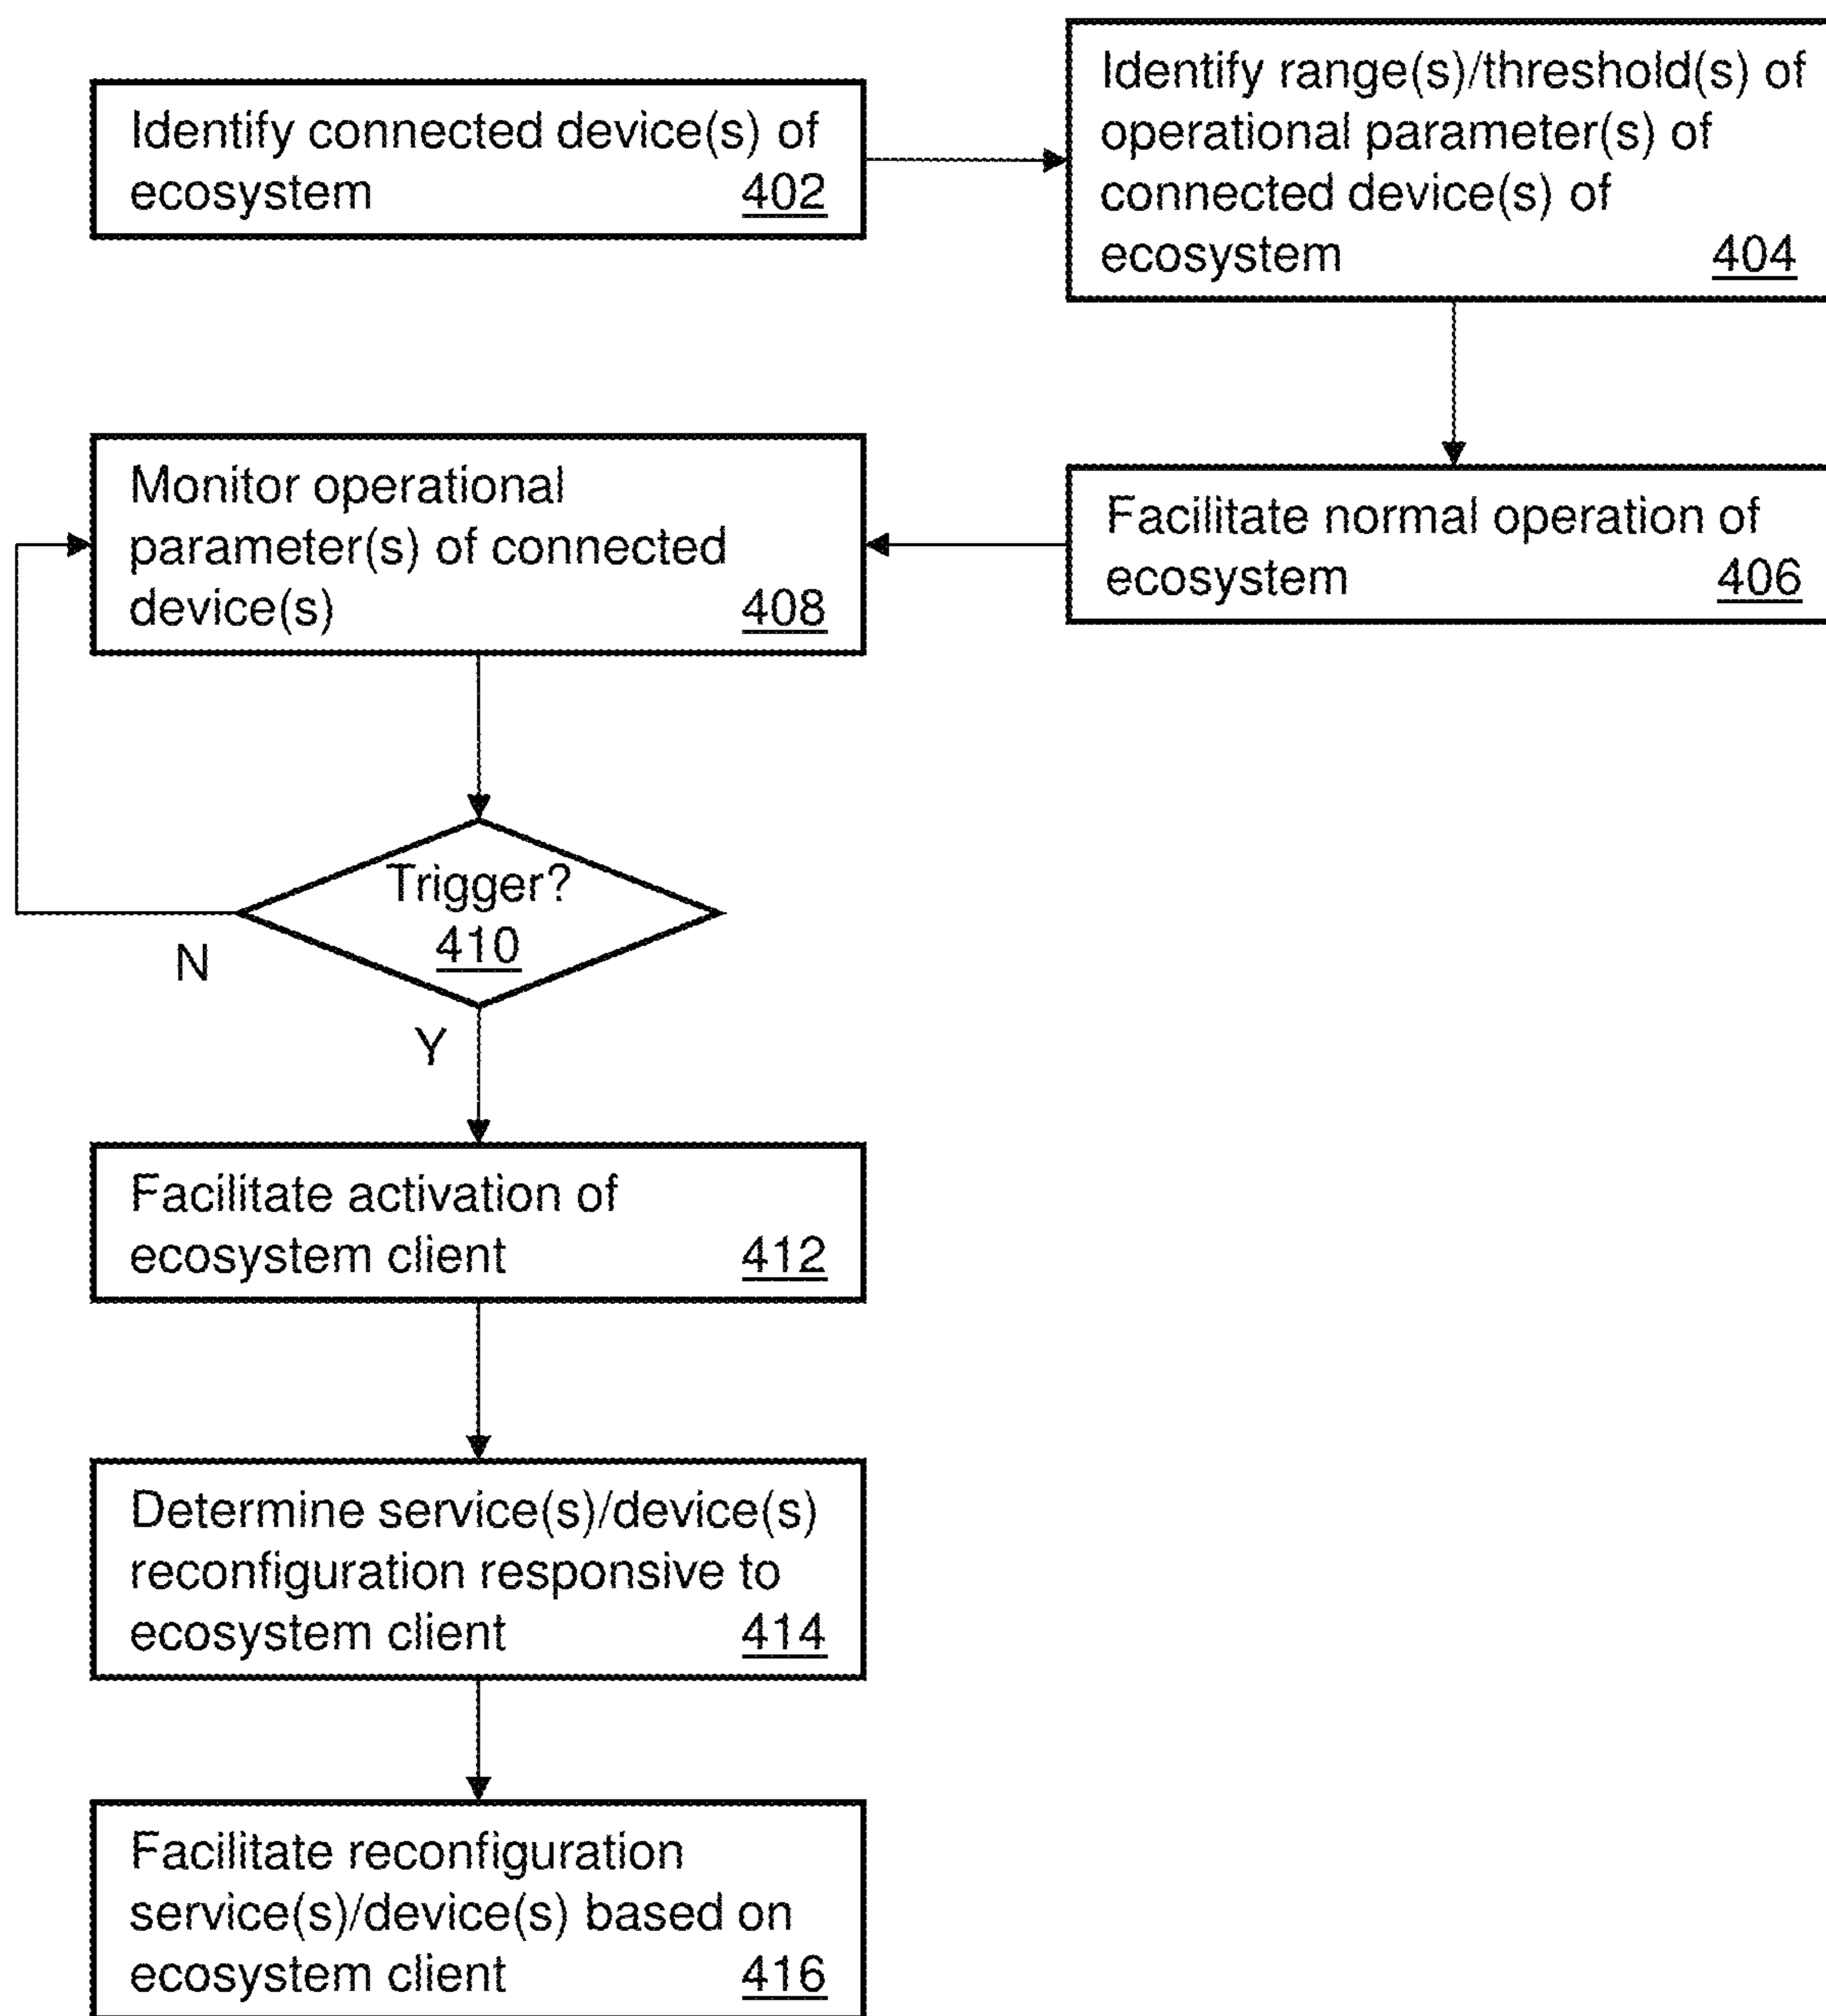 Identify connected device(s) of
ecosystem 402
Identify range(s)/threshold(s) of
operational parameter(s) of
connected device(s) of
ecosystem 404
Facilitate normal operation of
ecosystem 406
Monitor operational
parameter(s) of connected
device(s) 408
Trigger?
410
N
Y
Facilitate activation of
ecosystem client 412
Determine service(s)/device(s)
reconfiguration responsive to
ecosystem client 414
Facilitate reconfiguration
service(s)/device(s) based on
ecosystem client 416